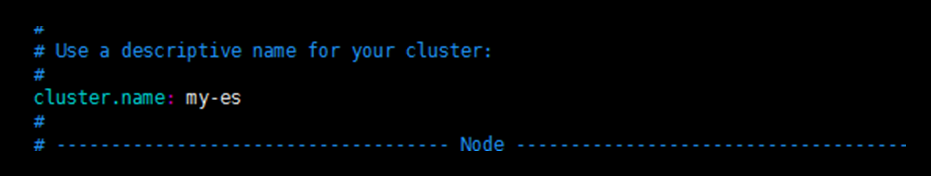 #
# Use a descriptive name for your cluster:
#
cluster.name: my-es
#
# ------------------------------------ Node ------------------------------------